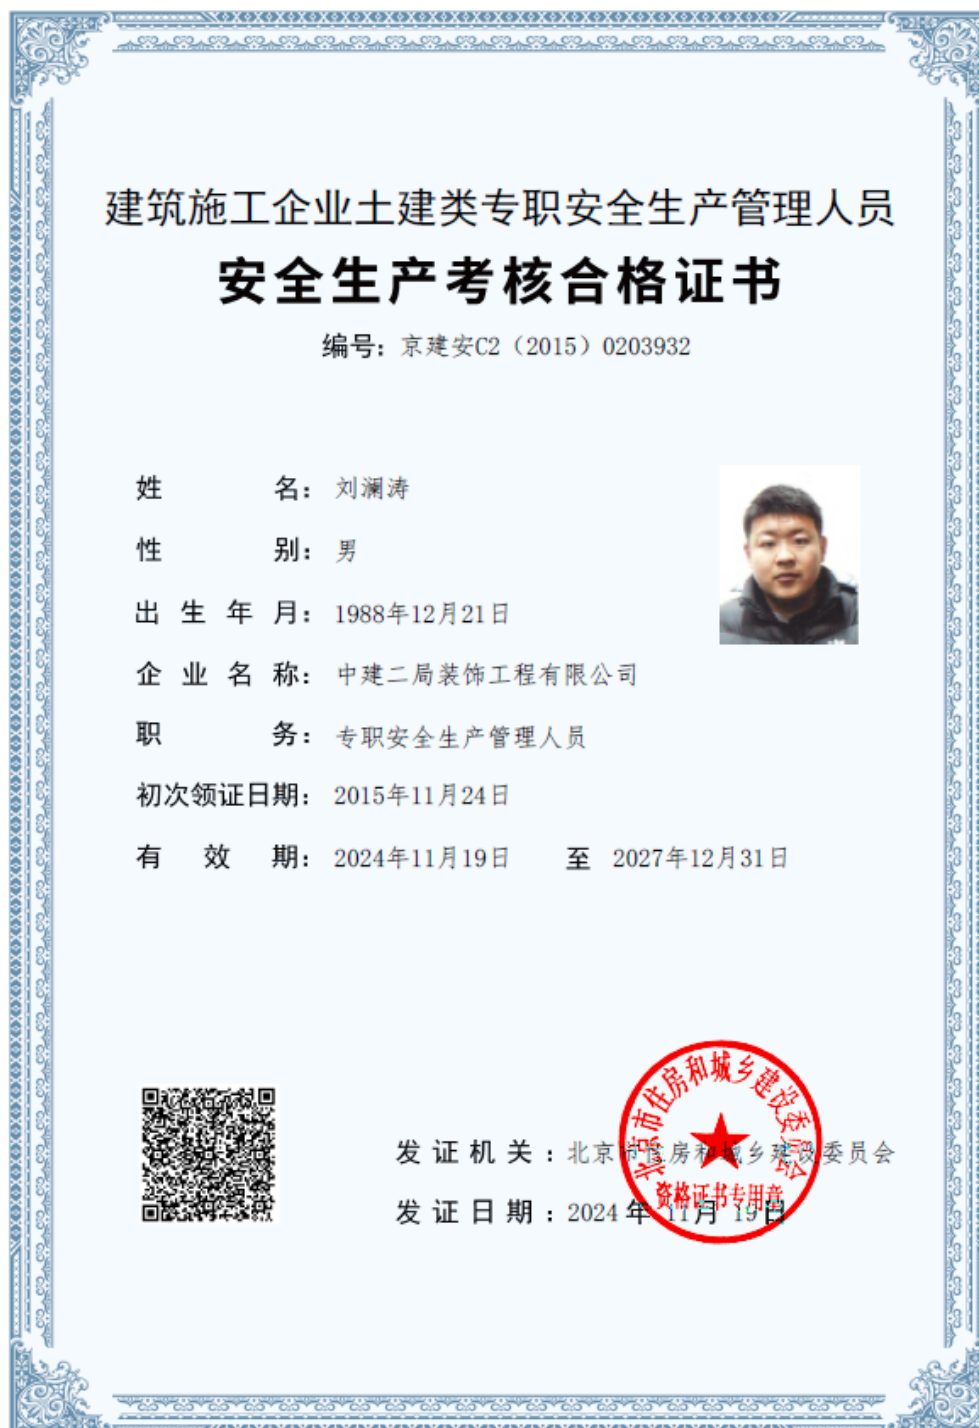 建筑施工企业土建类专职安全生产管理人员
安全生产考核合格证书
编号：京建安C2（2015）0203932
姓 名：刘澜涛
性 别：男
出 生 年 月：1988年12月21日
企 业 名 称：中建二局装饰工程有限公司
职 务：专职安全生产管理人员
初次领证日期：2015年11月24日
有 效 期：2024年11月19日 至 2027年12月31日
北京市住房和城乡建设委员会
资格证书专用章
发 证 机 关：北京市住房和城乡建设委员会
发 证 日 期：2024 年 11月 19日